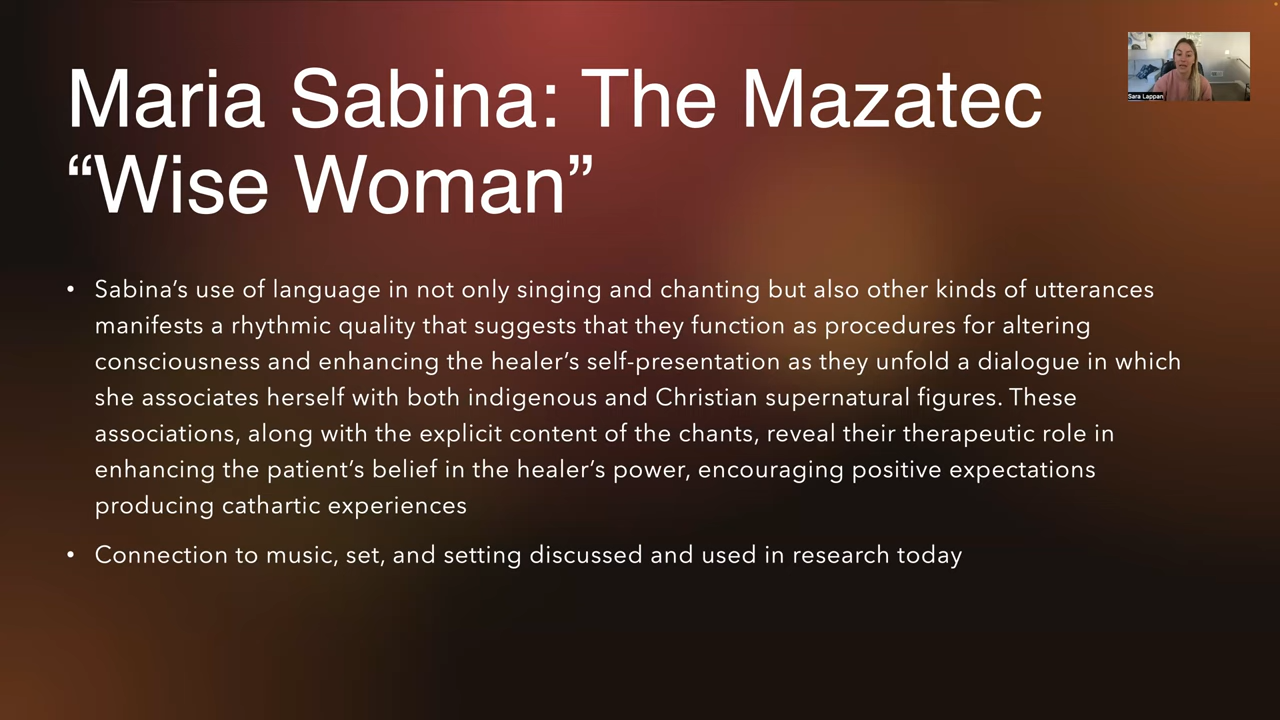 Maria Sabina: The Mazatec
“Wise Woman”
Sara Lappan
• Sabina’s use of language in not only singing and chanting but also other kinds of utterances
manifests a rhythmic quality that suggests that they function as procedures for altering
consciousness and enhancing the healer’s self-presentation as they unfold a dialogue in which
she associates herself with both indigenous and Christian supernatural figures. These
associations, along with the explicit content of the chants, reveal their therapeutic role in
enhancing the patient’s belief in the healer’s power, encouraging positive expectations
producing cathartic experiences
• Connection to music, set, and setting discussed and used in research today